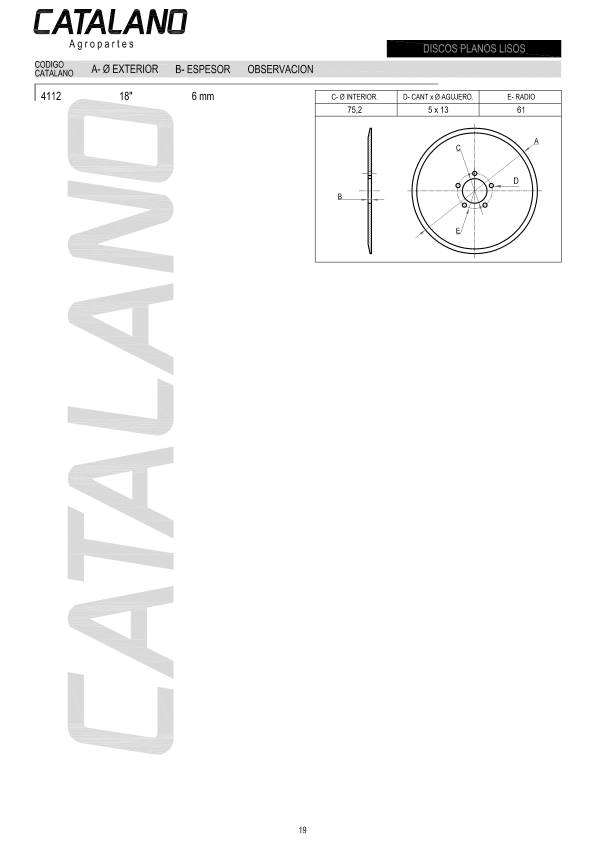 CATALANO
Agropartes
DISCOS PLANOS LISOS
CODIGO
CATALANO
A- Ø EXTERIOR
B- ESPESOR
OBSERVACION
4112
18"
6 mm
C- Ø INTERIOR.
D- CANT x Ø AGUJERO.
E- RADIO
75,2
5 x 13
61
A
C
D
B
E
CATALANO
19